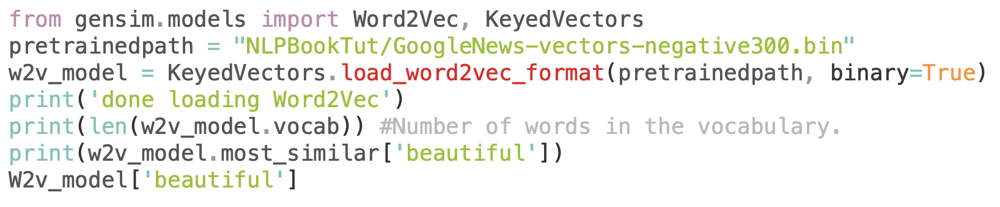 from gensim.models import Word2Vec, KeyedVectors
pretrainedpath = "NLPBookTut/GoogleNews-vectors-negative300.bin"
w2v_model = KeyedVectors.load_word2vec_format(pretrainedpath, binary=True)
print('done loading Word2Vec')
print(len(w2v_model.vocab)) #Number of words in the vocabulary.
print(w2v_model.most_similar['beautiful'])
W2v_model['beautiful']